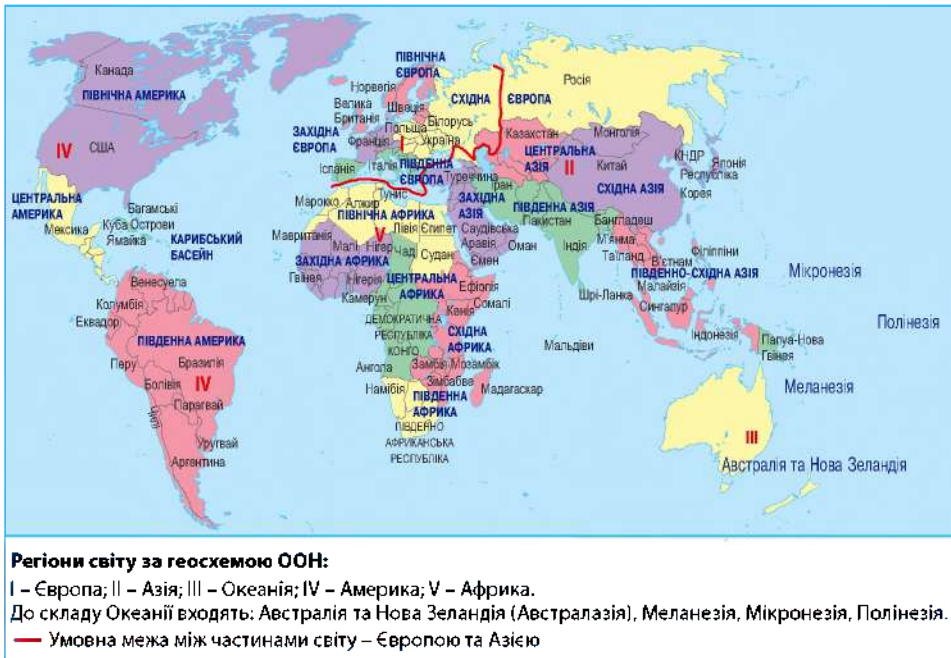 Канада
ПІВНІЧНА АМЕРИКА
IV
США
ЦЕНТРАЛЬНА
АМЕРИКА
Мексика
Багамські
Куба Острови
Ямайка
КАРИБСЬКИЙ
БАСЕЙН
Венесуела
Колумбія
Еквадор
ПІВДЕННА АМЕРИКА
Бразилія
Перу
IV
Болівія
Парагвай
Чилі
Уругвай
Аргентина
ПІВНІЧНА
ЄВРОПА
Норвегія
Швеція
СХІДНА ЄВРОПА
Росія
Велика
Британія
Білорусь
Польща
ЗАХІДНА
ЄВРОПА
Франція
I
Україна
Іспанія
Італія
ПІВДЕННА
ЄВРОПА
Казахстан
ЦЕНТРАЛЬНА
АЗІЯ
II
Монголія
Китай
СХІДНА АЗІЯ
КНДР
Японія
Республіка
Корея
Туреччина
ЗАХІДНА
АЗІЯ
Іран
ПІВДЕННА АЗІЯ
Пакистан
Індія
Бангладеш
М'янма
Таїланд
В'єтнам
Філіппіни
ПІВДЕННО-СХІДНА АЗІЯ
Малайзія
Сингапур
Індонезія
Шрі-Ланка
Мальдіви
Саудівська
Аравія
Оман
Ємен
Марокко
Алжир
Туніс
ПІВНІЧНА АФРИКА
V
Лівія
Єгипет
Мавританія
Малі
Нігер
Чад
Судан
ЗАХІДНА АФРИКА
Гвінея
Нігерія
Камерун
ЦЕНТРАЛЬНА
АФРИКА
Ефіопія
Сомалі
Кенія
ДЕМОКРАТИЧНА
РЕСПУБЛІКА
КОНГО
СХІДНА
АФРИКА
Ангола
Замбія
Мозамбік
Зімбабве
Мадагаскар
Намібія
ПІВДЕННА
АФРИКА
ПІВДЕННО
АФРИКАНСЬКА
РЕСПУБЛІКА
Мікронезія
Полінезія
Папуа-Нова
Гвінея
Меланезія
III
Австралія та Нова Зеландія
Регіони світу за геосхемою ООН:
I – Європа; II – Азія; III – Океанія; IV – Америка; V – Африка.
До складу Океанії входять: Австралія та Нова Зеландія (Австралазія), Меланезія, Мікронезія, Полінезія.
Умовна межа між частинами світу – Європою та Азією